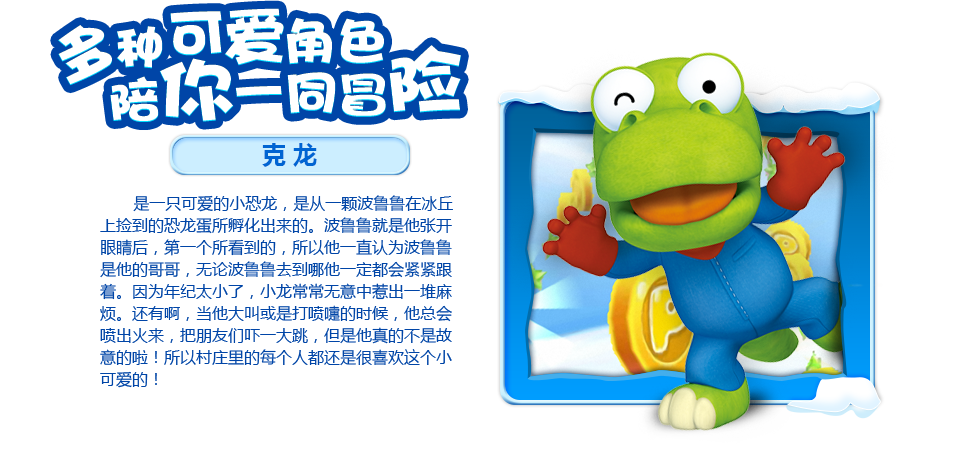 多种可爱角色
陪你一同冒险
克龙
是一只可爱的小恐龙，是从一颗波鲁鲁在冰丘
上捡到的恐龙蛋所孵化出来的。波鲁鲁就是他张开
眼睛后，第一个所看到的，所以他一直认为波鲁鲁
是他的哥哥，无论波鲁鲁去到哪他一定都会紧紧跟
着。因为年纪太小了，小龙常常无意中惹出一堆麻
烦。还有啊，当他大叫或是打喷嚏的时候，他总会
喷出火来，把朋友们吓一大跳，但是他真的不是故
意的啦！所以村庄里的每个人都还是很喜欢这个小
可爱的！
P